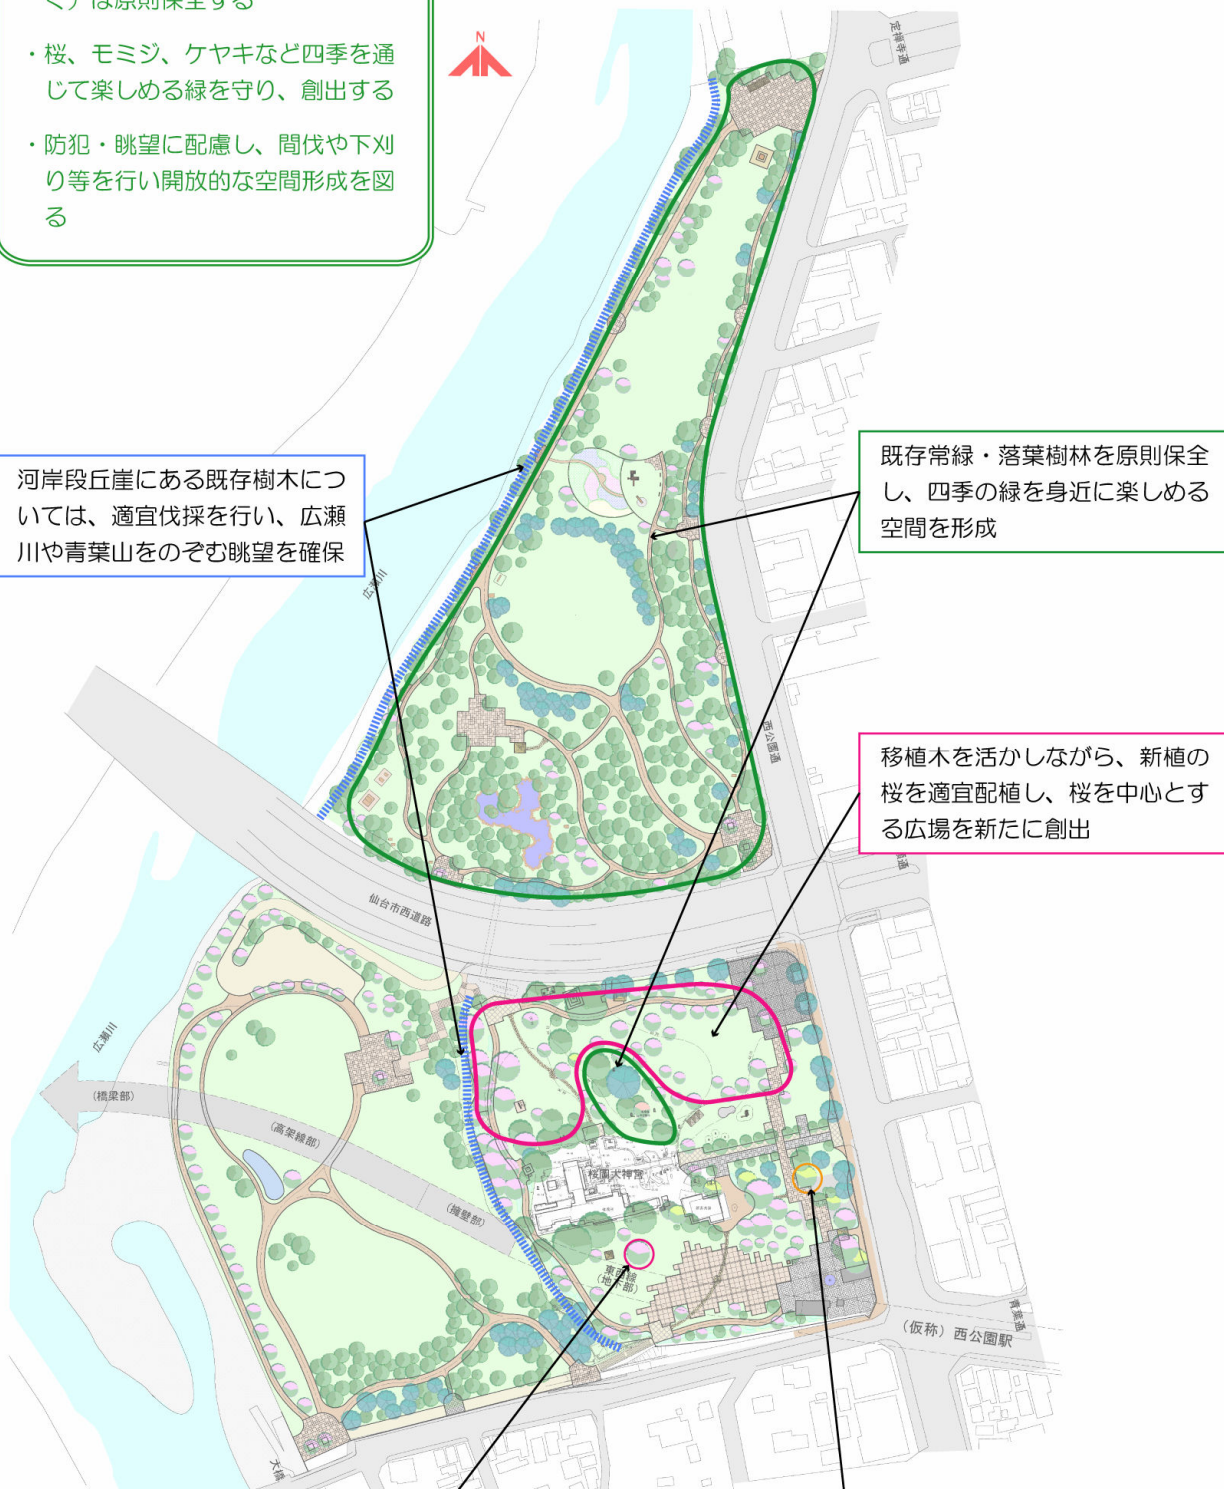 は原則保全する
・桜、モミジ、ケヤキなど四季を通
じて楽しめる緑を守り、創出する
・防犯・眺望に配慮し、間伐や下刈
り等を行い開放的な空間形成を図
る
N
定禅寺通
河岸段丘崖にある既存樹木につ
いては、適宜伐採を行い、広瀬
川や青葉山をのぞむ眺望を確保
既存常緑・落葉樹林を原則保全
し、四季の緑を身近に楽しめる
空間を形成
広瀬川
西公園通
移植木を活かしながら、新植の
桜を適宜配植し、桜を中心とす
る広場を新たに創出
仙台市西道路
広瀬川
(橋梁部)
(高架線部)
(擁壁部)
桜岡大神宮
東西線
(地下部)
青葉通
(仮称) 西公園駅
大橋